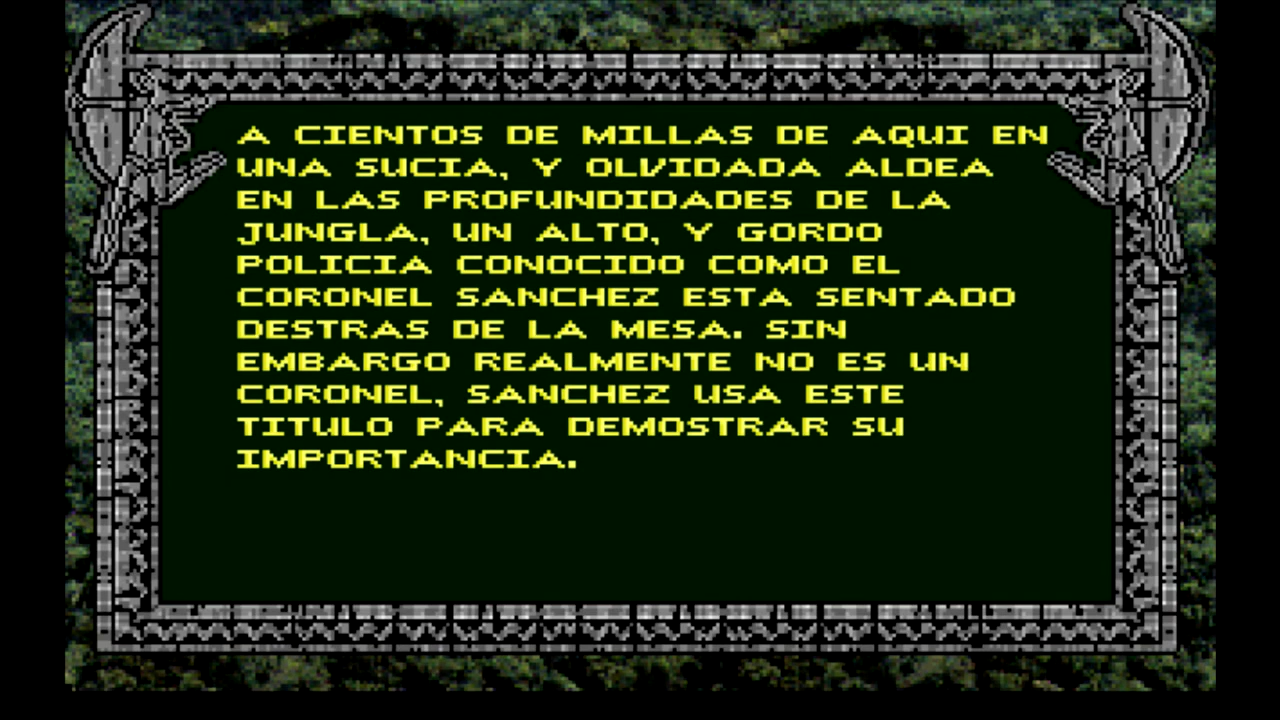 A CIENTOS DE MILLAS DE AQUI EN
UNA SUCIA, Y OLVIDADA ALDEA
EN LAS PROFUNDIDADES DE LA
JUNGLA, UN ALTO, Y GORDO
POLICIA CONOCIDO COMO EL
CORONEL SANCHEZ ESTA SENTADO
DESTRAS DE LA MESA. SIN
EMBARGO REALMENTE NO ES UN
CORONEL, SANCHEZ USA ESTE
TITULO PARA DEMOSTRAR SU
IMPORTANCIA.